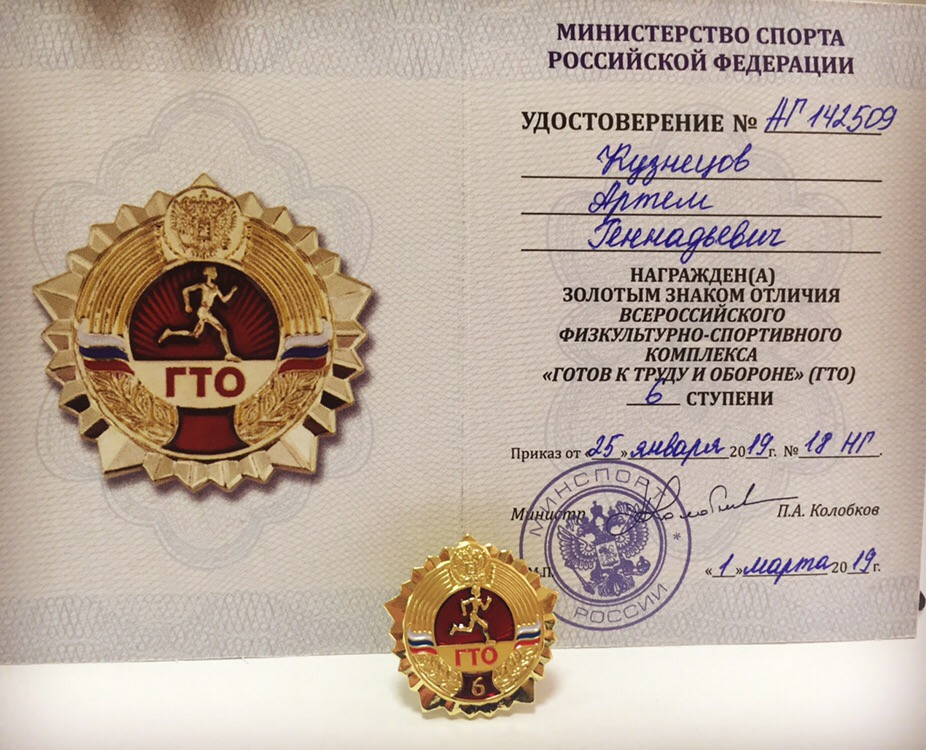 МИНИСТЕРСТВО СПОРТА
РОССИЙСКОЙ ФЕДЕРАЦИИ
УДОСТОВЕРЕНИЕ № АГ 142509
Кузнецов
Артем
Геннадьевич
НАГРАЖДЕН(А)
ЗОЛОТЫМ ЗНАКОМ ОТЛИЧИЯ
ВСЕРОССИЙСКОГО
ФИЗКУЛЬТУРНО-СПОРТИВНОГО
КОМПЛЕКСА
«ГОТОВ К ТРУДУ И ОБОРОНЕ» (ГТО)
6 СТУПЕНИ
Приказ от «25» января 2019г. № 18 НГ.
Министр П.А. Колобков
М.П. «1» марта 2019г.
МИНСПОРТ
РОССИИ
ГТО
ГТО
6